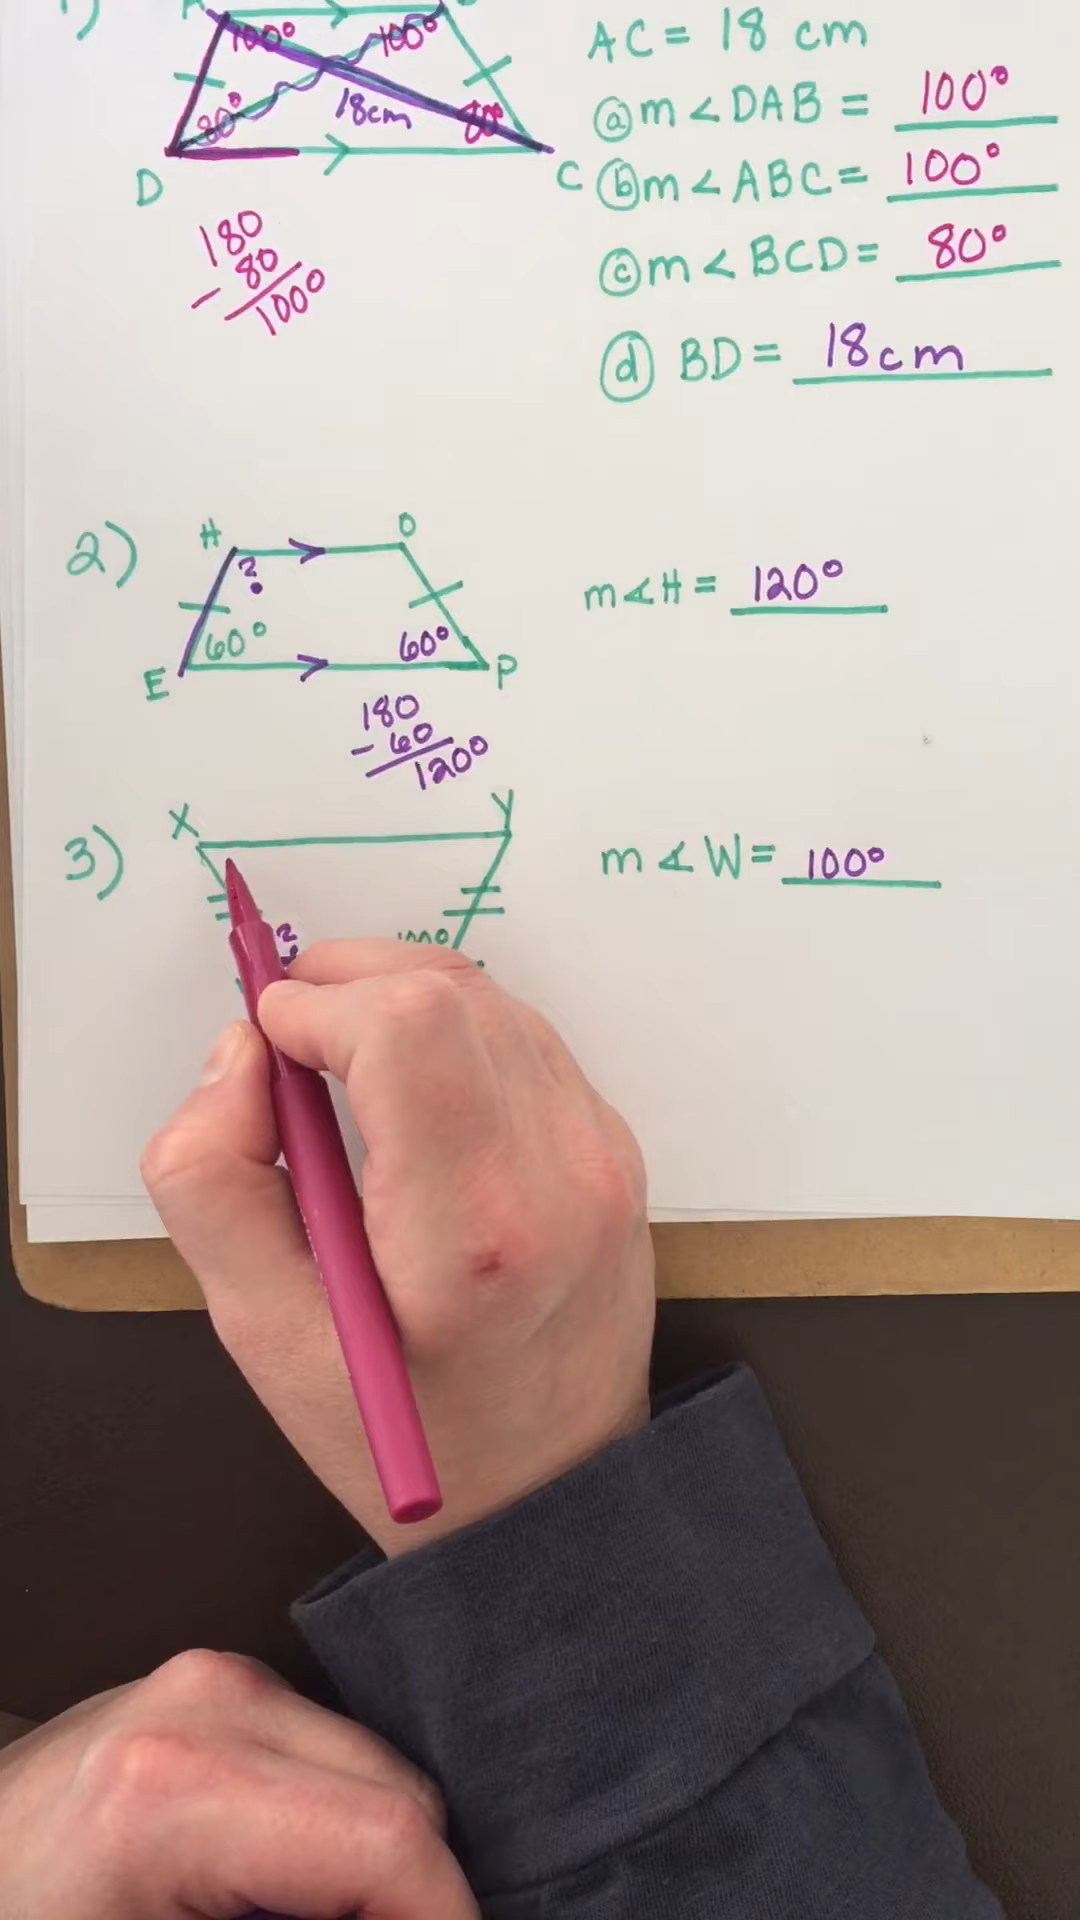 1)
100°
100°
80°
18cm
80°
D
C
180
- 80
100°
AC = 18 cm
ⓐ m∠DAB = 100°
ⓑ m∠ABC = 100°
ⓒ m∠BCD = 80°
ⓓ BD = 18cm
2)
H
O
?
60°
60°
E
P
180
- 60
120°
m∡H = 120°
3)
X
Y
?
m∡W = 100°